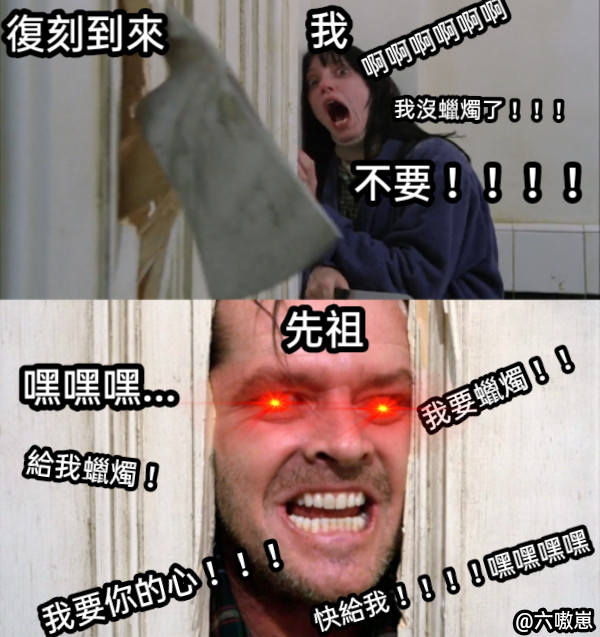 復刻到來
我
啊啊啊啊啊啊
我沒蠟燭了！！！
不要！！！！
先祖
嘿嘿嘿...
我要蠟燭！！
給我蠟燭！
我要你的心！！！
快給我！！！！嘿嘿嘿嘿
@六嗷崽